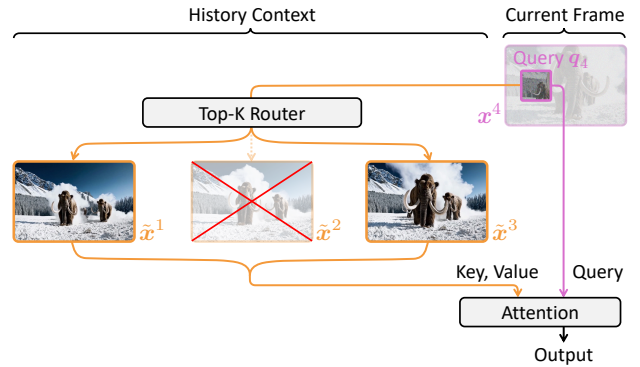 History Context
Current Frame
Query q₄
x⁴
Top-K Router
x̃¹
x̃²
x̃³
Key, Value
Query
Attention
Output